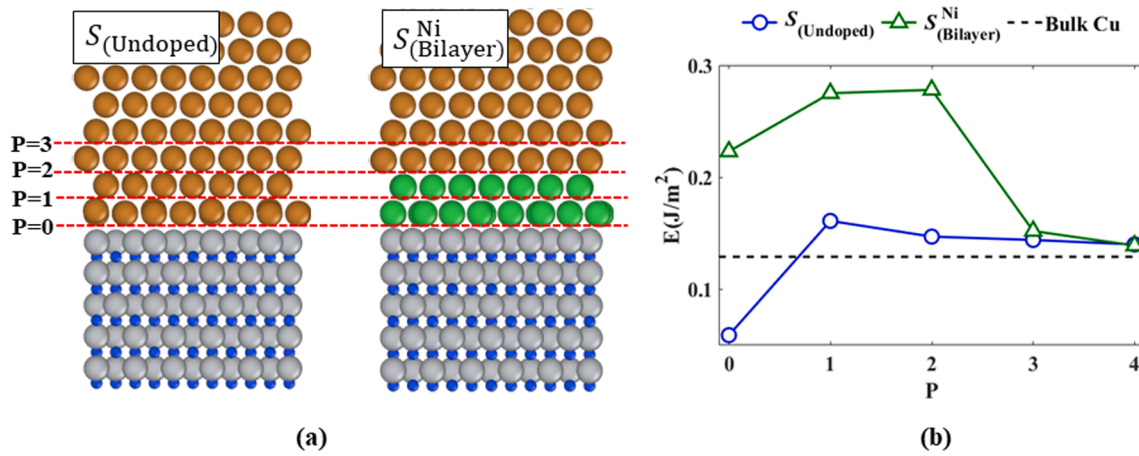 S(Undoped)
S(Bilayer)^Ni
P=3
P=2
P=1
P=0
(a)
S(Undoped) S(Bilayer)^Ni Bulk Cu
0.3
0.2
0.1
E(J/m²)
0 1 2 3 4
P
(b)